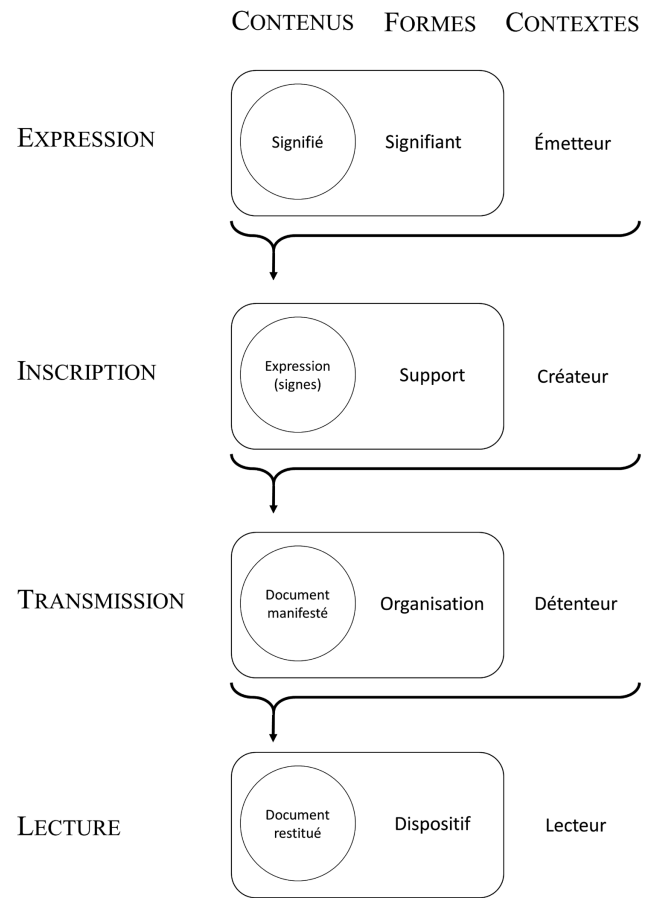 CONTENUS FORMES CONTEXTES
EXPRESSION Signifié Signifiant Émetteur
INSCRIPTION Expression
(signes) Support Créateur
TRANSMISSION Document
manifesté Organisation Détenteur
LECTURE Document
restitué Dispositif Lecteur